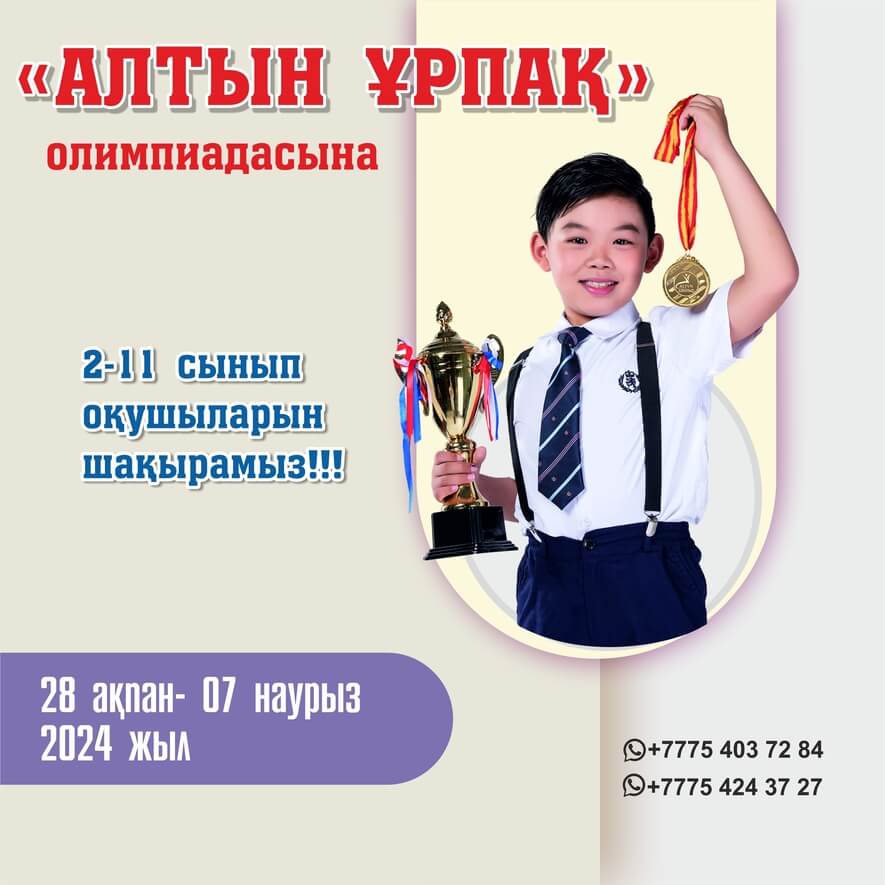 «АЛТЫН ҰРПАҚ»
олимпиадасына
2-11 сынып
оқушыларын
шақырамыз!!!
28 ақпан- 07 наурыз
2024 жыл
+7775 403 72 84
+7775 424 37 27